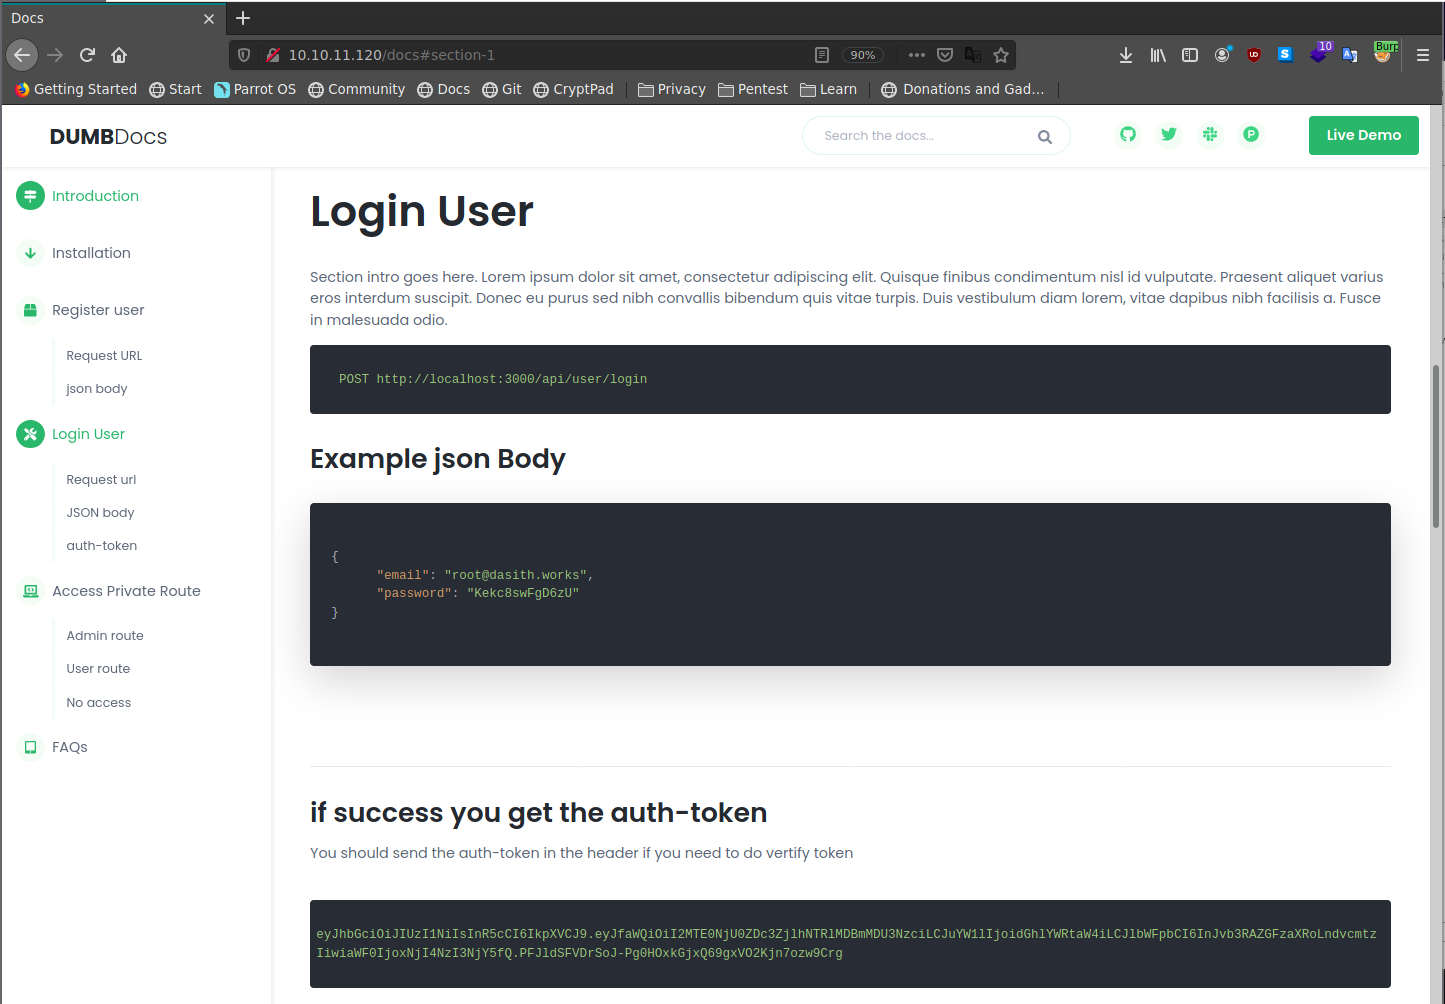 Docs
10.10.11.120/docs#section-1
90%
10
Burp
Getting Started
Start
Parrot OS
Community
Docs
Git
CryptPad
Privacy
Pentest
Learn
Donations and Gad...
DUMBDocs
Search the docs...
Live Demo
Introduction
Installation
Register user
Request URL
json body
Login User
Request url
JSON body
auth-token
Access Private Route
Admin route
User route
No access
FAQs
Login User
Section intro goes here. Lorem ipsum dolor sit amet, consectetur adipiscing elit. Quisque finibus condimentum nisl id vulputate. Praesent aliquet varius
eros interdum suscipit. Donec eu purus sed nibh convallis bibendum quis vitae turpis. Duis vestibulum diam lorem, vitae dapibus nibh facilisis a. Fusce
in malesuada odio.
POST http://localhost:3000/api/user/login
Example json Body
{
"email": "root@dasith.works",
"password": "Kekc8swFgD6zU"
}
if success you get the auth-token
You should send the auth-token in the header if you need to do vertify token
eyJhbGciOiJIUzI1NiIsInR5cCI6IkpXVCJ9.eyJfaWQiOiI2MTE0NjU0ZDc3ZjlhNTRlMDBmMDU3NzciLCJuYW1lIjoidGhlYWRtaW4iLCJlbWFpbCI6InJvb3RAZGFzaXRoLndvcmtz
IiwiaWF0IjoxNjI4NzI3NjY5fQ.PFJldSFVDrSoJ-Pg0HOxkGjxQ69gxVO2Kjn7ozw9Crg